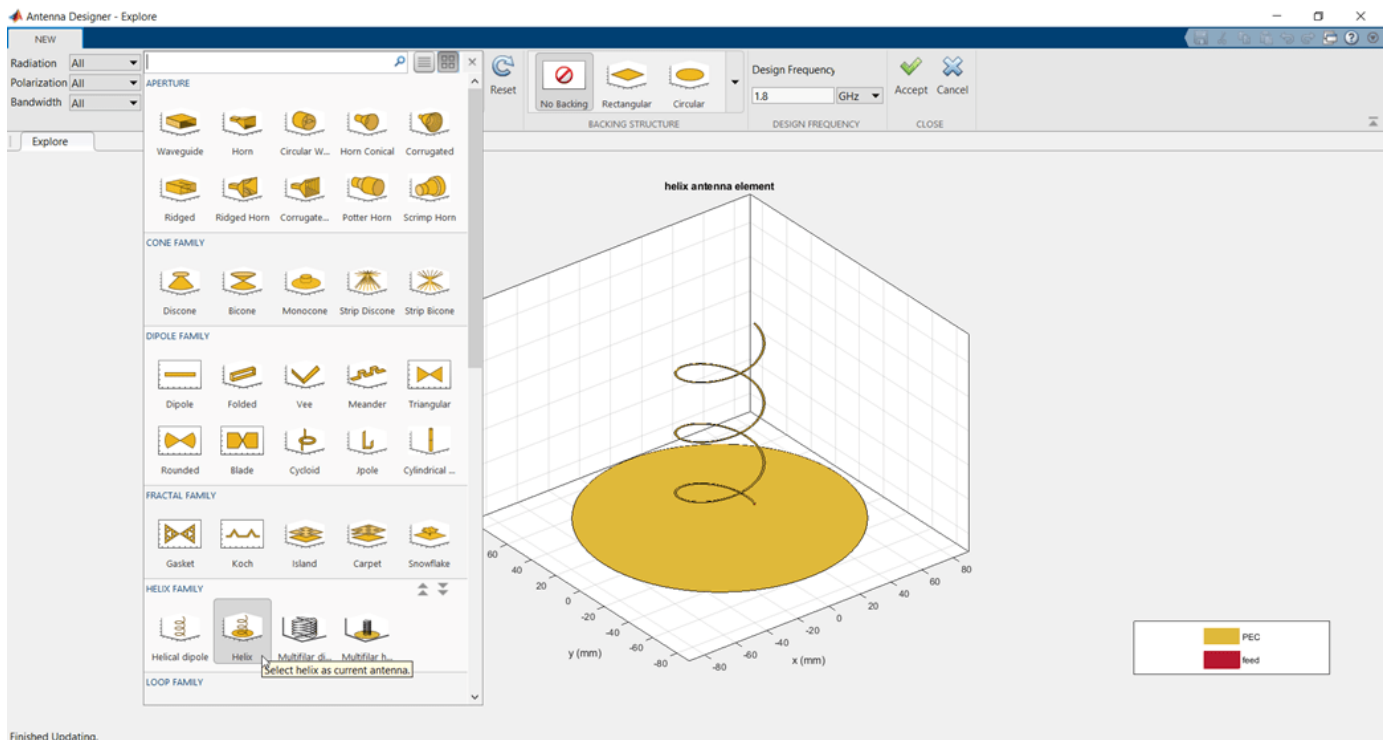 Antenna Designer - Explore
NEW
Radiation All
Polarization All
Bandwidth All
Reset
No Backing Rectangular Circular
BACKING STRUCTURE
Design Frequency
1.8 GHz
DESIGN FREQUENCY
Accept Cancel
CLOSE
Explore
APERTURE
Waveguide Horn Circular W... Horn Conical Corrugated
Ridged Ridged Horn Corrugate... Potter Horn Scrimp Horn
CONE FAMILY
Discone Bicone Monocone Strip Discone Strip Bicone
DIPOLE FAMILY
Dipole Folded Vee Meander Triangular
Rounded Blade Cycloid Jpole Cylindrical ...
FRACTAL FAMILY
Gasket Koch Island Carpet Snowflake
HELIX FAMILY
Helical dipole Helix Multifilar di... Multifilar h...
Select helix as current antenna.
LOOP FAMILY
helix antenna element
60
40
20
0
-20
-40
-60
-80
y (mm)
-80
-60
-40
-20
0
20
40
60
80
x (mm)
PEC
feed
Finished Updating.